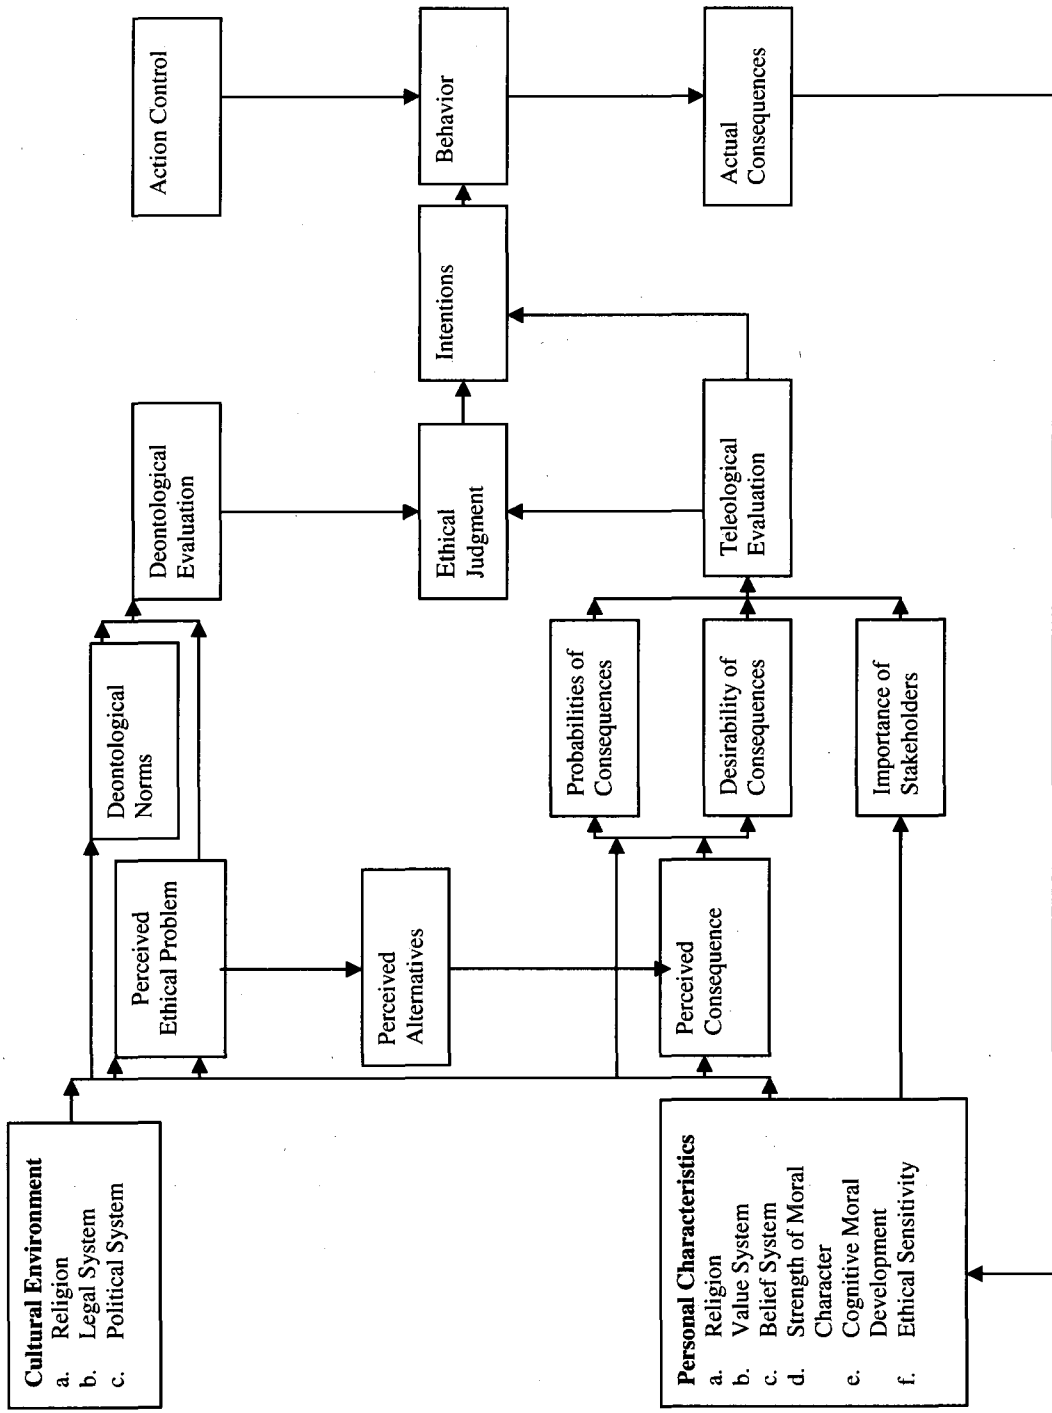 Cultural Environment
a. Religion
b. Legal System
c. Political System
Personal Characteristics
a. Religion
b. Value System
c. Belief System
d. Strength of Moral
Character
e. Cognitive Moral
Development
f. Ethical Sensitivity
Perceived
Ethical Problem
Perceived
Alternatives
Perceived
Consequence
Deontological
Norms
Probabilities of
Consequences
Desirability of
Consequences
Importance of
Stakeholders
Deontological
Evaluation
Ethical
Judgment
Teleological
Evaluation
Intentions
Action Control
Behavior
Actual
Consequences